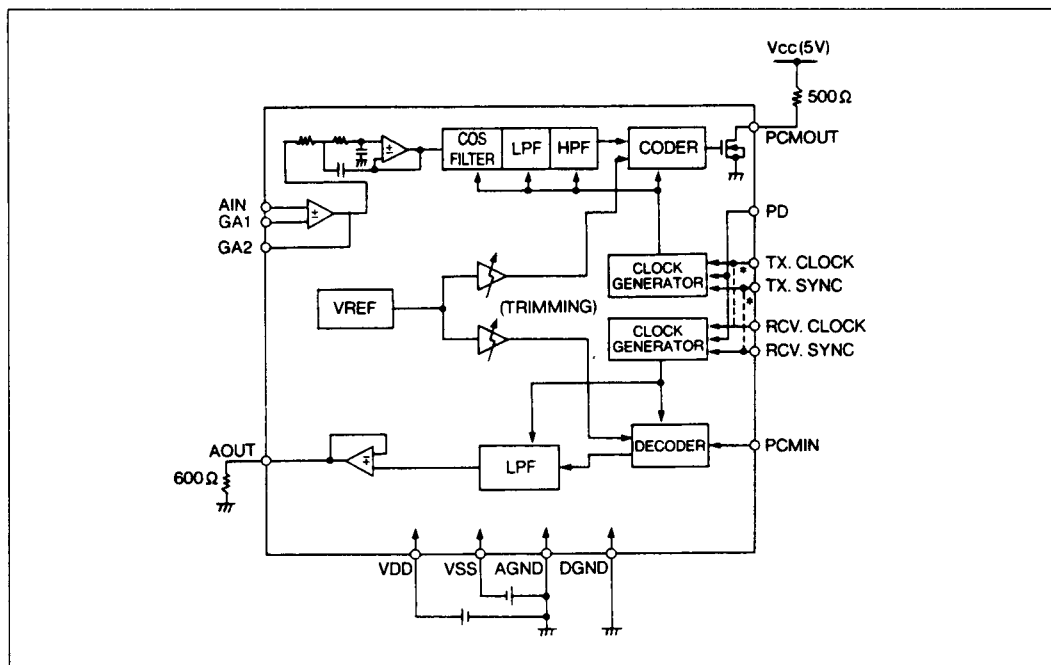 Vcc(5V)
500Ω
PCMOUT
COS FILTER
LPF
HPF
CODER
AIN
GA1
GA2
PD
CLOCK GENERATOR
TX. CLOCK
*
TX. SYNC
*
VREF
(TRIMMING)
CLOCK GENERATOR
RCV. CLOCK
RCV. SYNC
AOUT
600Ω
LPF
DECODER
PCMIN
VDD
VSS
AGND
DGND